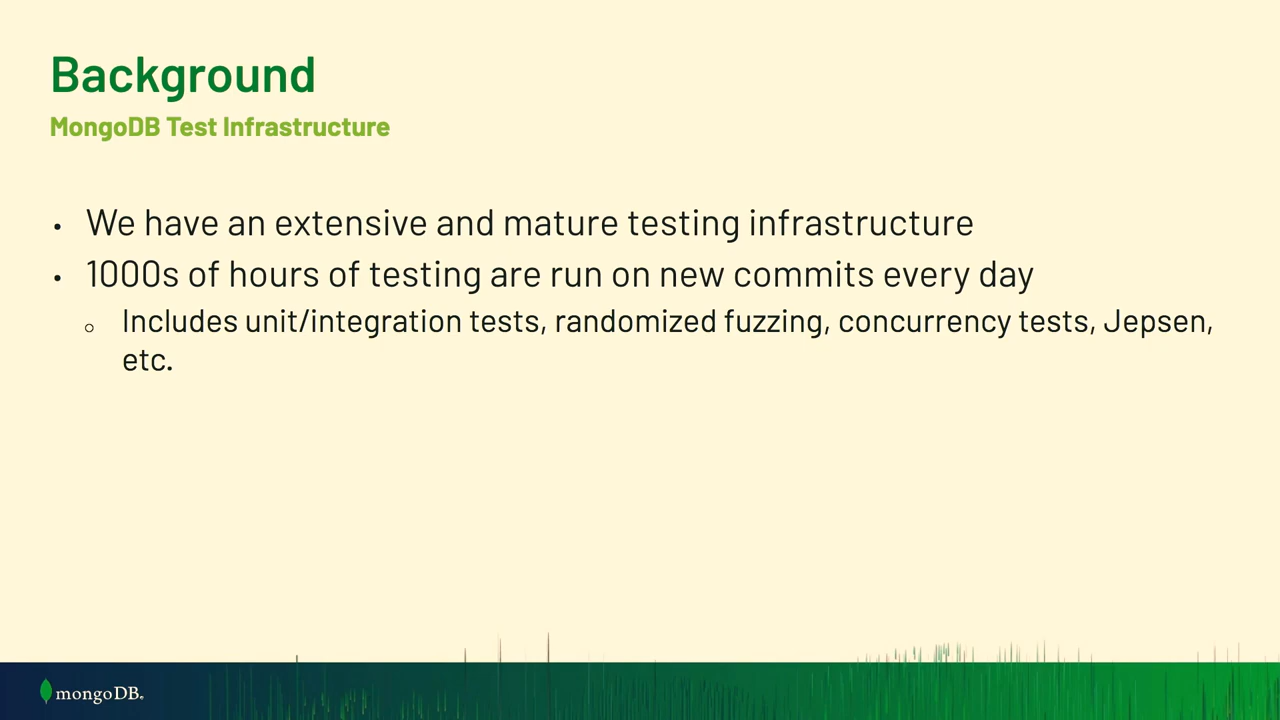 Background
MongoDB Test Infrastructure
• We have an extensive and mature testing infrastructure
• 1000s of hours of testing are run on new commits every day
○ Includes unit/integration tests, randomized fuzzing, concurrency tests, Jepsen,
etc.
mongoDB®